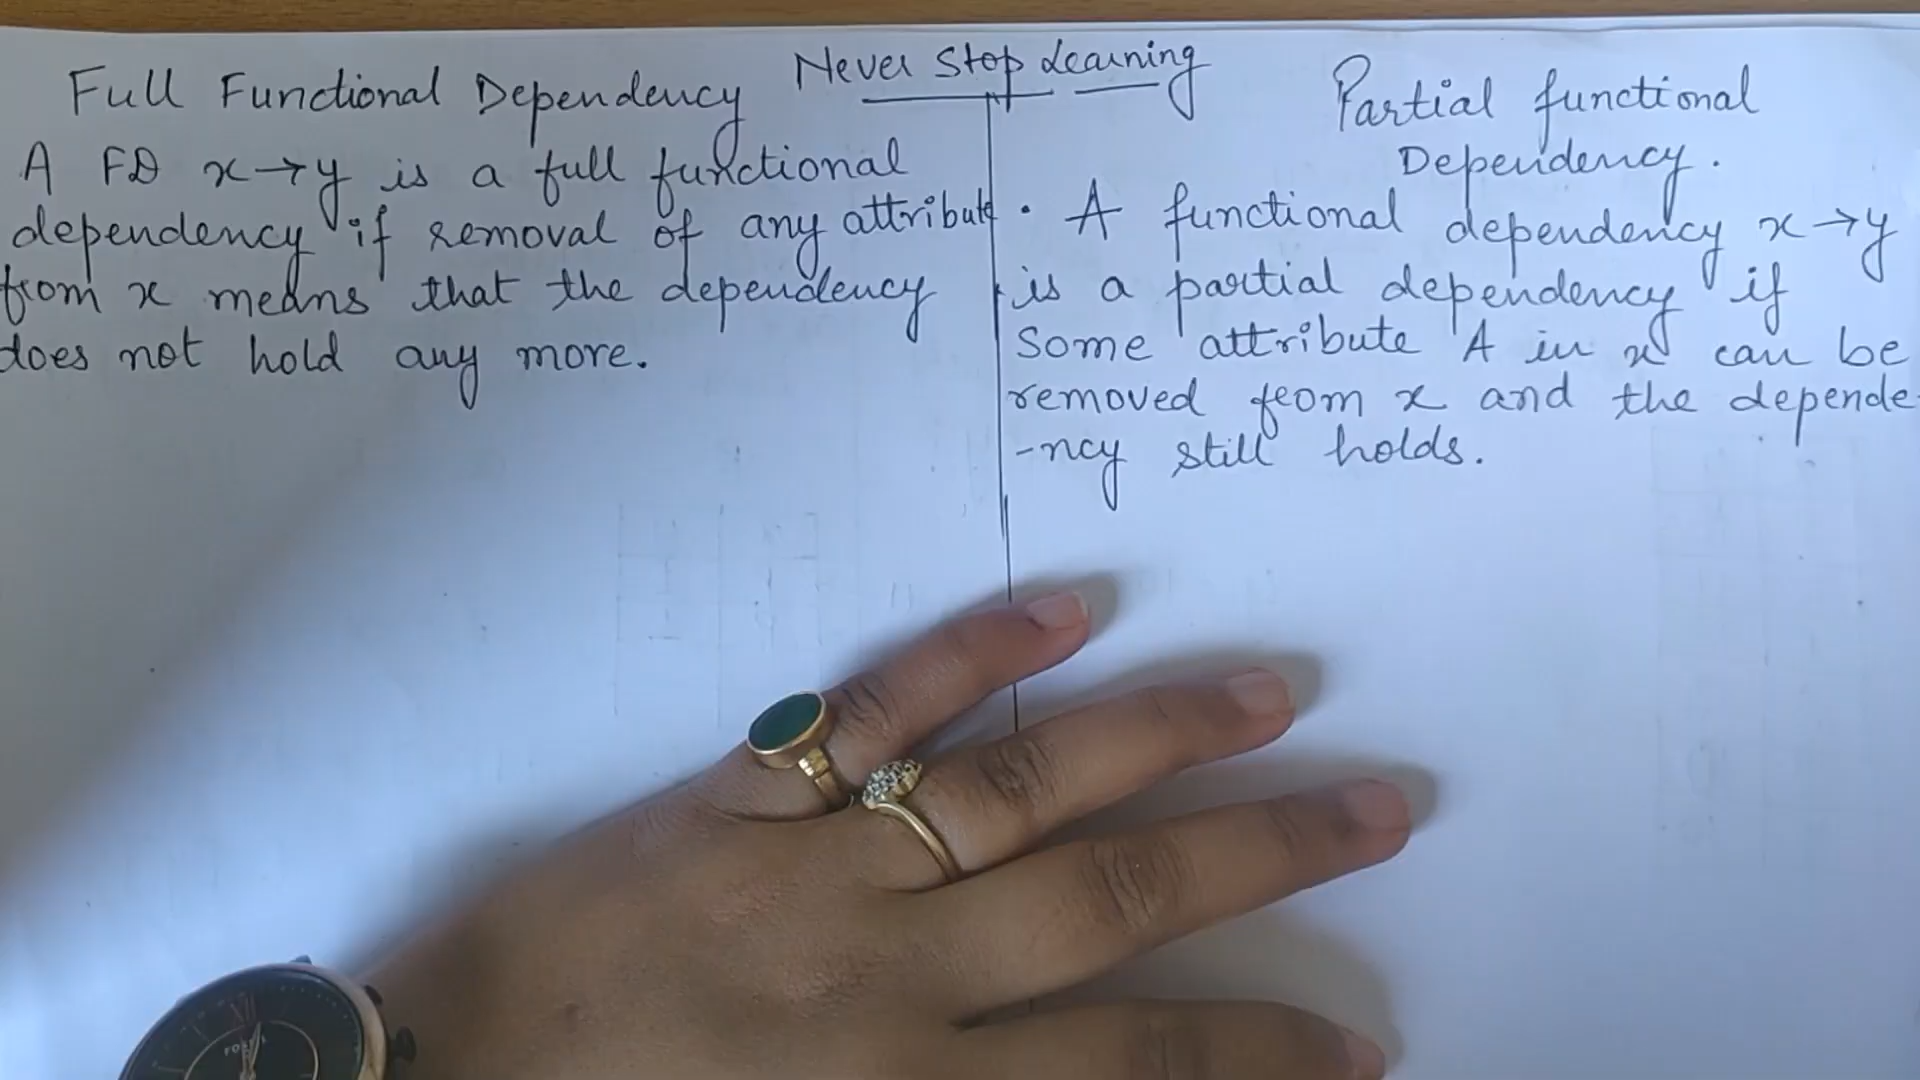 Never Stop Learning
Full Functional Dependency
A FD x→y is a full functional
dependency if removal of any attribute
from x means that the dependency
does not hold any more.
Partial functional
Dependency.
· A functional dependency x→y
is a partial dependency if
Some attribute A in x can be
removed from x and the depende-
-ncy still holds.
FOSSIL